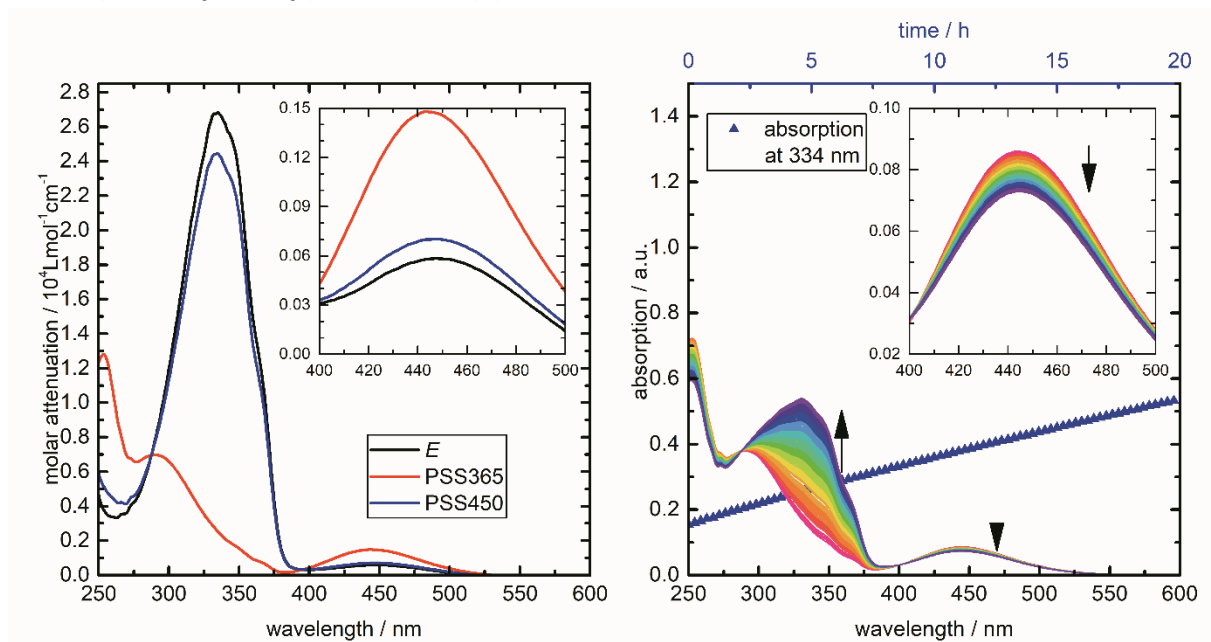 molar attenuation / 10⁴Lmol⁻¹cm⁻¹
2.8
2.6
2.4
2.2
2.0
1.8
1.6
1.4
1.2
1.0
0.8
0.6
0.4
0.2
0.0
250 300 350 400 450 500 550 600
wavelength / nm
0.15
0.12
0.09
0.06
0.03
0.00
400 420 440 460 480 500
E
PSS365
PSS450
time / h
0 5 10 15 20
absorption / a.u.
1.4
1.2
1.0
0.8
0.6
0.4
0.2
0.0
250 300 350 400 450 500 550 600
wavelength / nm
absorption
at 334 nm
0.10
0.08
0.06
0.04
0.02
400 420 440 460 480 500